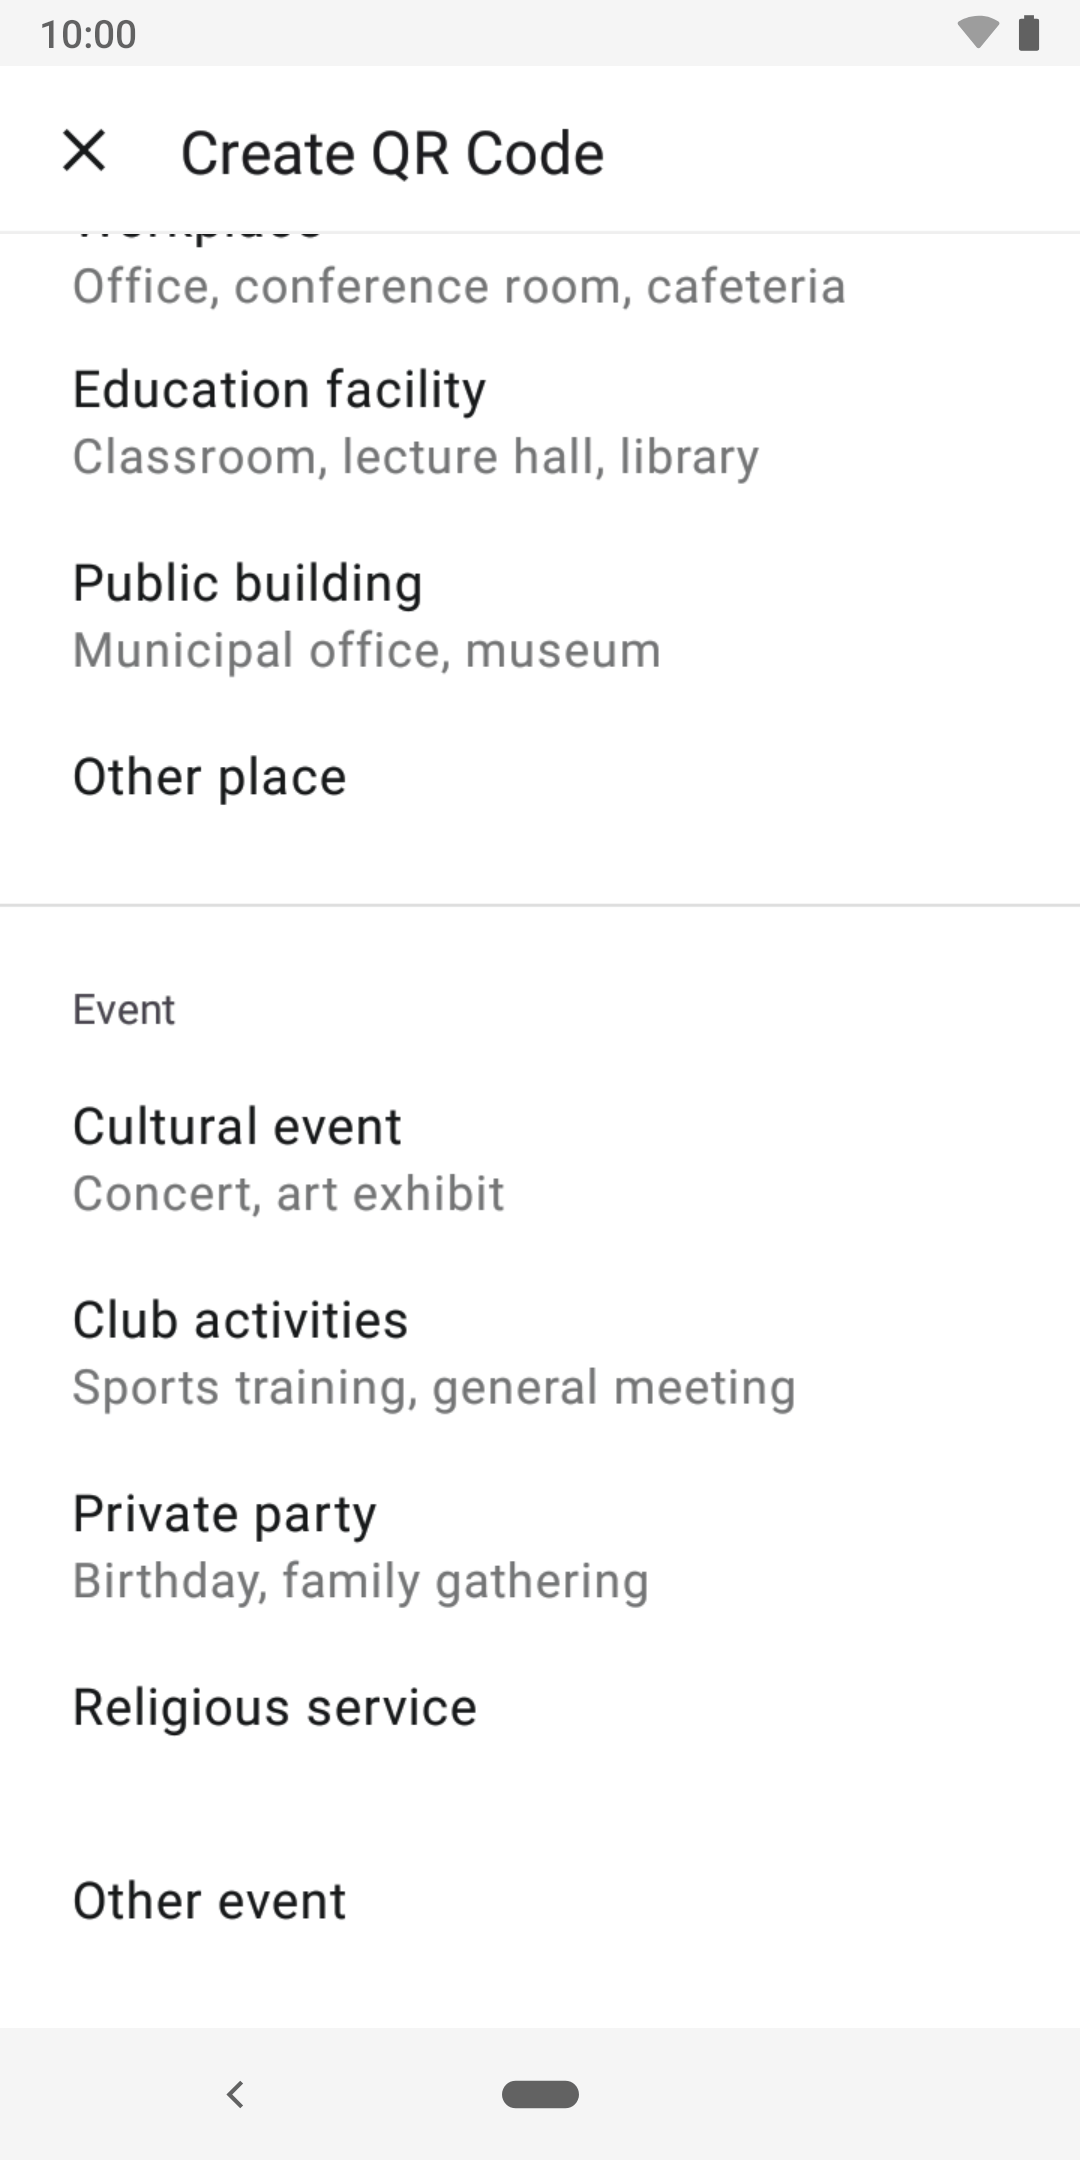 10:00
Create QR Code
Workplace
Office, conference room, cafeteria
Education facility
Classroom, lecture hall, library
Public building
Municipal office, museum
Other place
Event
Cultural event
Concert, art exhibit
Club activities
Sports training, general meeting
Private party
Birthday, family gathering
Religious service
Other event